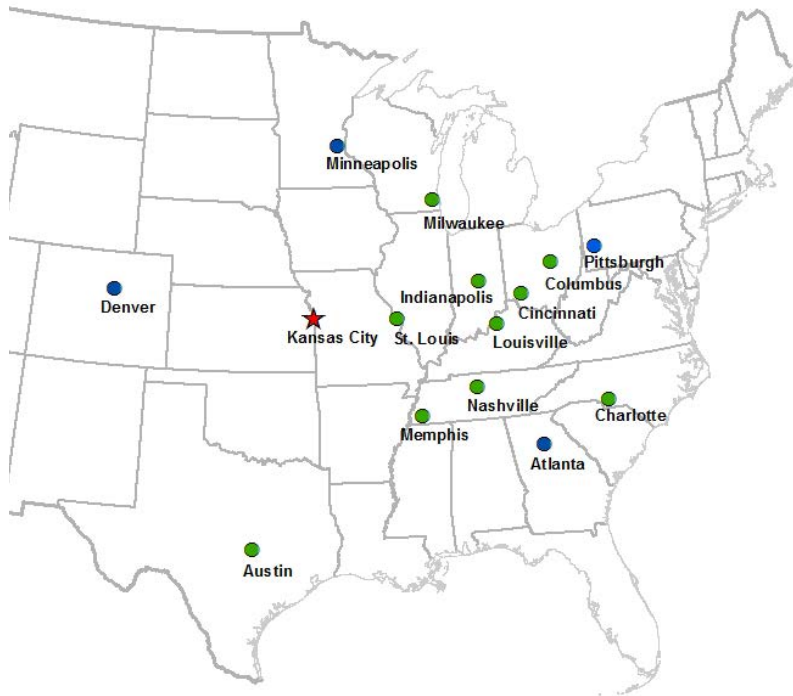 Minneapolis
Milwaukee
Pittsburgh
Columbus
Indianapolis
Cincinnati
Denver
Kansas City
St. Louis
Louisville
Nashville
Charlotte
Memphis
Atlanta
Austin